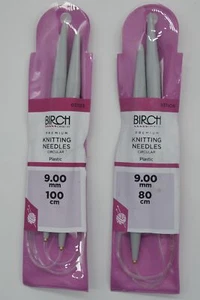 BIRCH
PREMIUM
KNITTING
NEEDLES
CIRCULAR
Plastic
9.00
mm
100
cm
BIRCH
PREMIUM
KNITTING
NEEDLES
CIRCULAR
Plastic
9.00
mm
80
cm